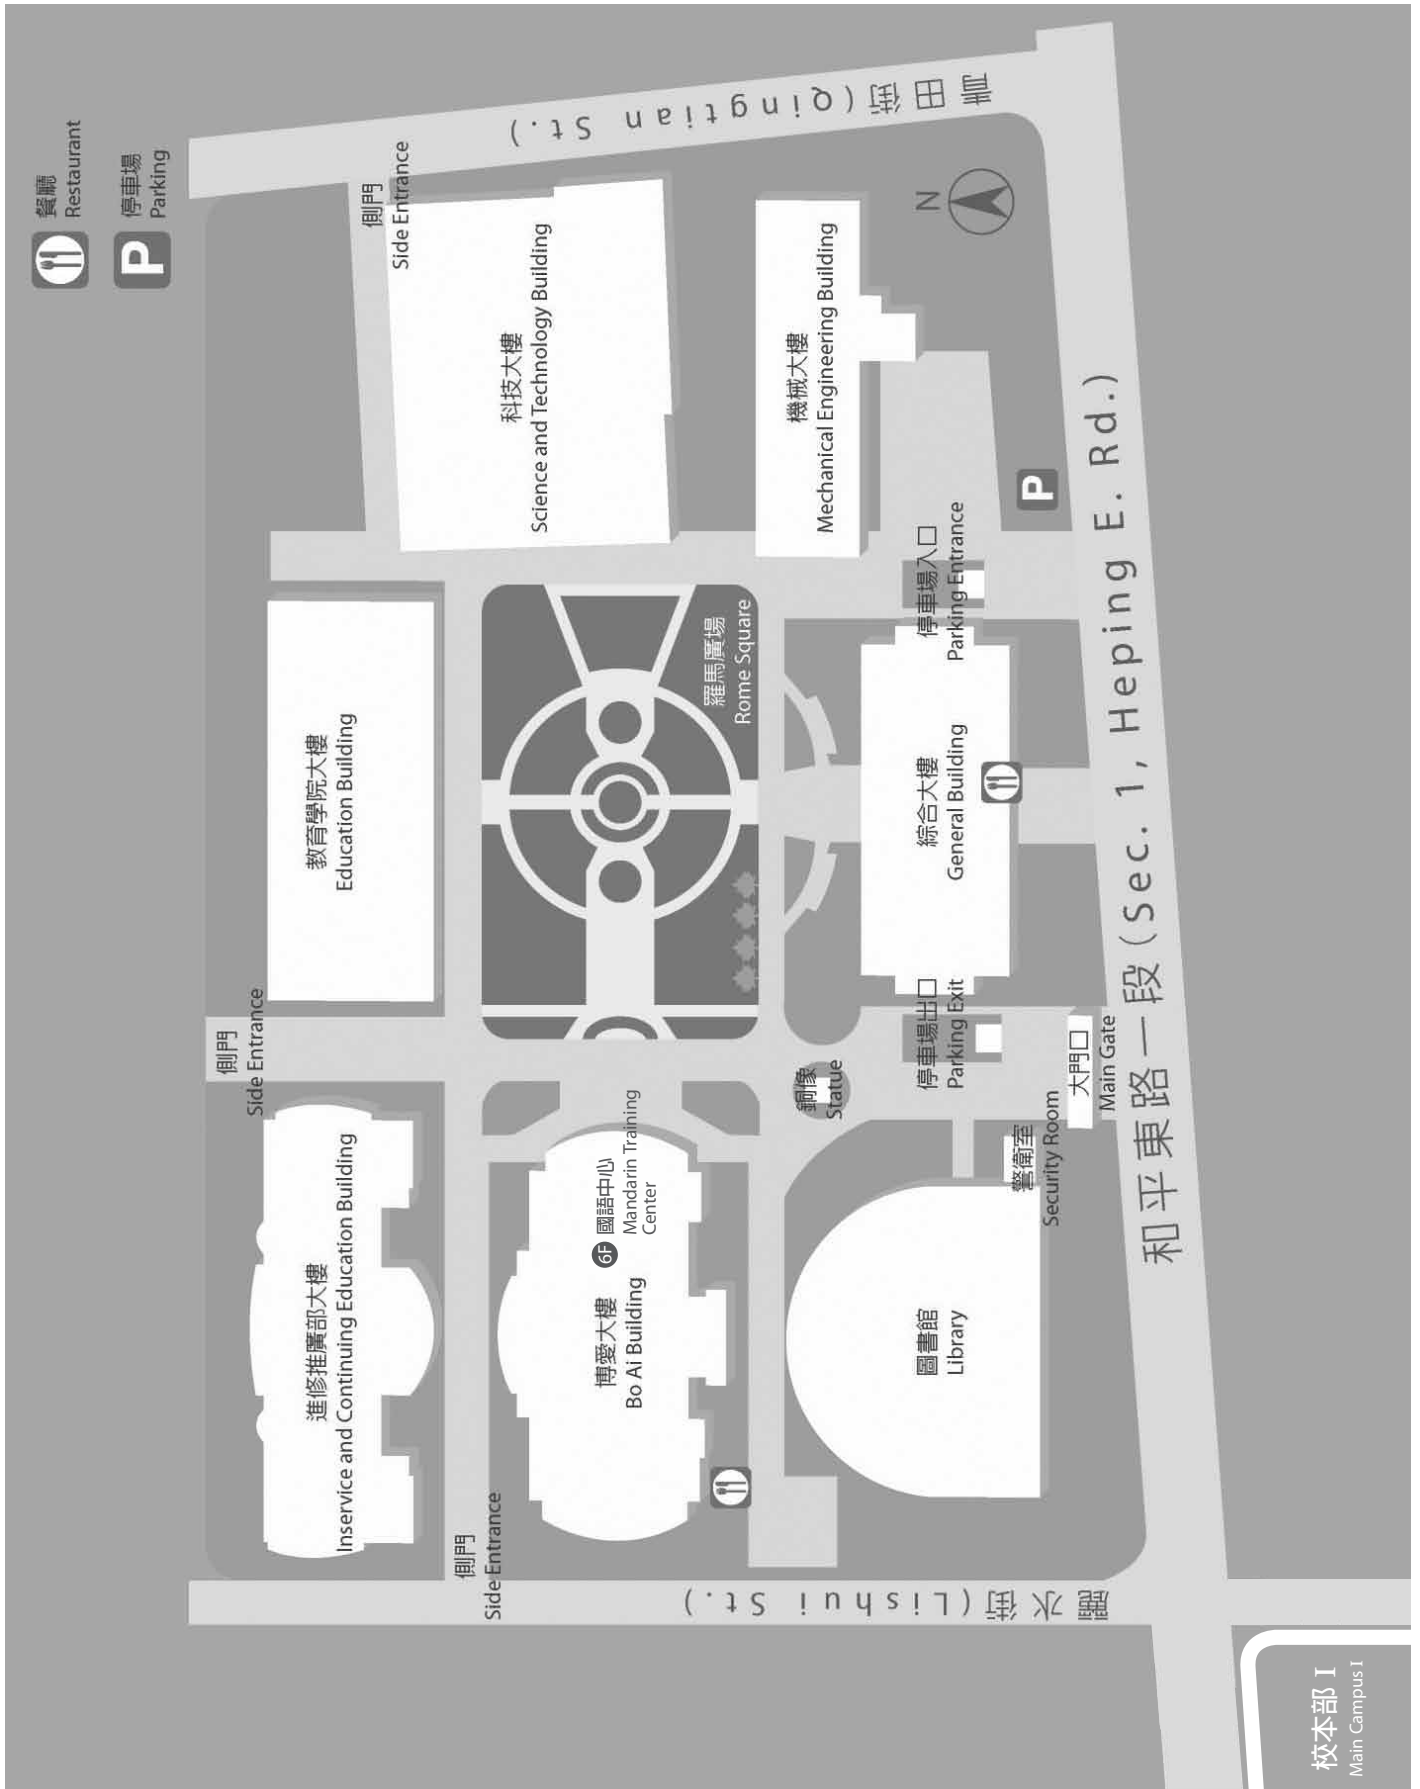 餐廳
Restaurant
P
停車場
Parking
青田街(Qingtian St.)
側門
Side Entrance
科技大樓
Science and Technology Building
機械大樓
Mechanical Engineering Building
N
教育學院大樓
Education Building
羅馬廣場
Rome Square
停車場入口
Parking Entrance
P
綜合大樓
General Building
側門
Side Entrance
停車場出口
Parking Exit
銅像
Statue
大門口
Main Gate
警衛室
Security Room
進修推廣部大樓
Inservice and Continuing Education Building
6F 國語中心
Mandarin Training
Center
博愛大樓
Bo Ai Building
圖書館
Library
側門
Side Entrance
和平東路一段(Sec. 1, Heping E. Rd.)
麗水街(Lishui St.)
校本部 I
Main Campus I